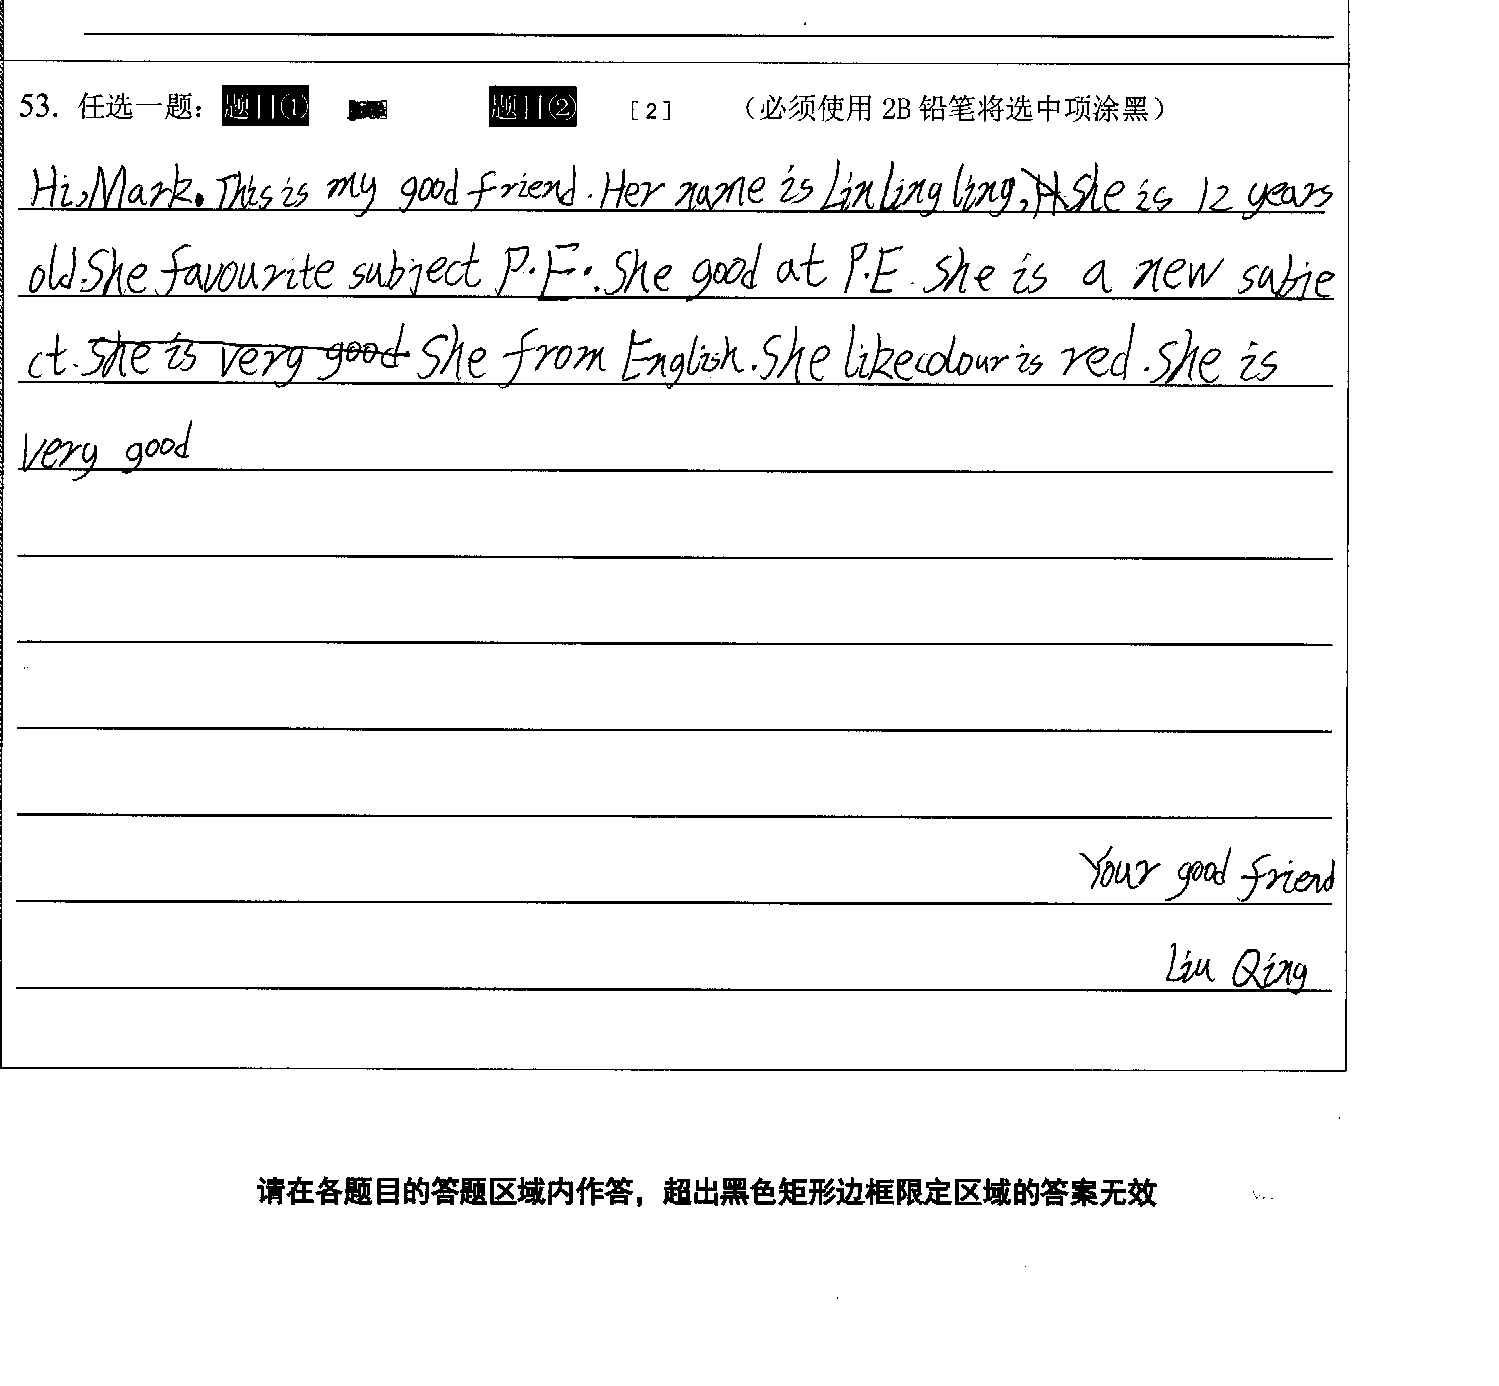 53. 任选一题： 题目① 题目② [2] （必须使用 2B 铅笔将选中项涂黑）
Hi, Mark. This is my good friend. Her name is Lin Ling ling, She is 12 years
old. She favourite subject P.E. She good at P.E. She is a new subje
ct. She is very good She from English. She like colour is red. She is
very good
Your good friend
Liu Qing
请在各题目的答题区域内作答，超出黑色矩形边框限定区域的答案无效